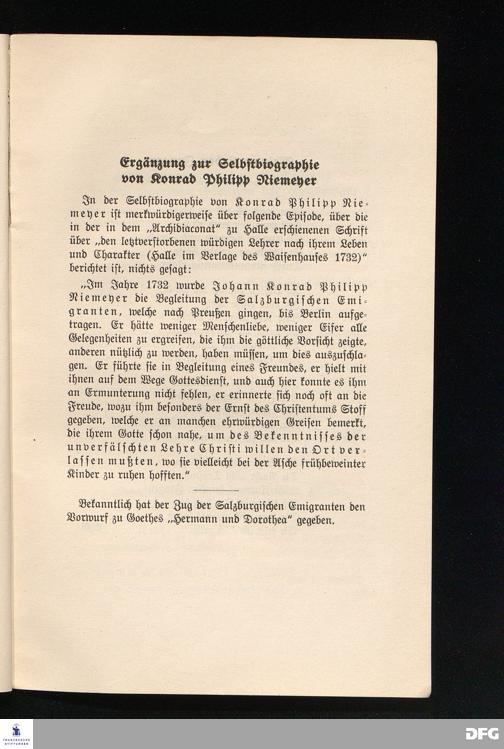 Ergänzung zur Selbstbiographie
von Konrad Philipp Niemeyer
In der Selbstbiographie von Konrad Philipp Nie-
meyer ist merkwürdigerweise über folgende Episode, über die
in der in dem „Archidiaconat“ zu Halle erschienenen Schrift
über „den letztverstorbenen würdigen Lehrer nach ihrem Leben
und Charakter (Halle im Verlage des Waisenhauses 1732)“
berichtet ist, nichts gesagt:
„Im Jahre 1732 wurde Johann Konrad Philipp
Niemeyer die Begleitung der Salzburgischen Emi-
granten, welche nach Preußen gingen, bis Berlin aufge-
tragen. Er hätte weniger Menschenliebe, weniger Eifer alle
Gelegenheiten zu ergreifen, die ihm die göttliche Vorsicht zeigte,
anderen nützlich zu werden, haben müssen, um dies auszuschla-
gen. Er führte sie in Begleitung eines Freundes, er hielt mit
ihnen auf dem Wege Gottesdienst, und auch hier konnte es ihm
an Ermunterung nicht fehlen, er erinnerte sich noch oft an die
Freude, wozu ihm besonders der Ernst des Christentums Stoff
gegeben, welche er an manchen ehrwürdigen Greisen bemerkt,
die ihrem Gotte schon nahe, um des Bekenntnisses der
unverfälschten Lehre Christi willen den Ort ver-
lassen mußten, wo sie vielleicht bei der Asche frühbeweinter
Kinder zu ruhen hofften.“
Bekanntlich hat der Zug der Salzburgischen Emigranten den
Vorwurf zu Goethes „Hermann und Dorothea“ gegeben.
FRANCKESCHE
STIFTUNGEN
DFG